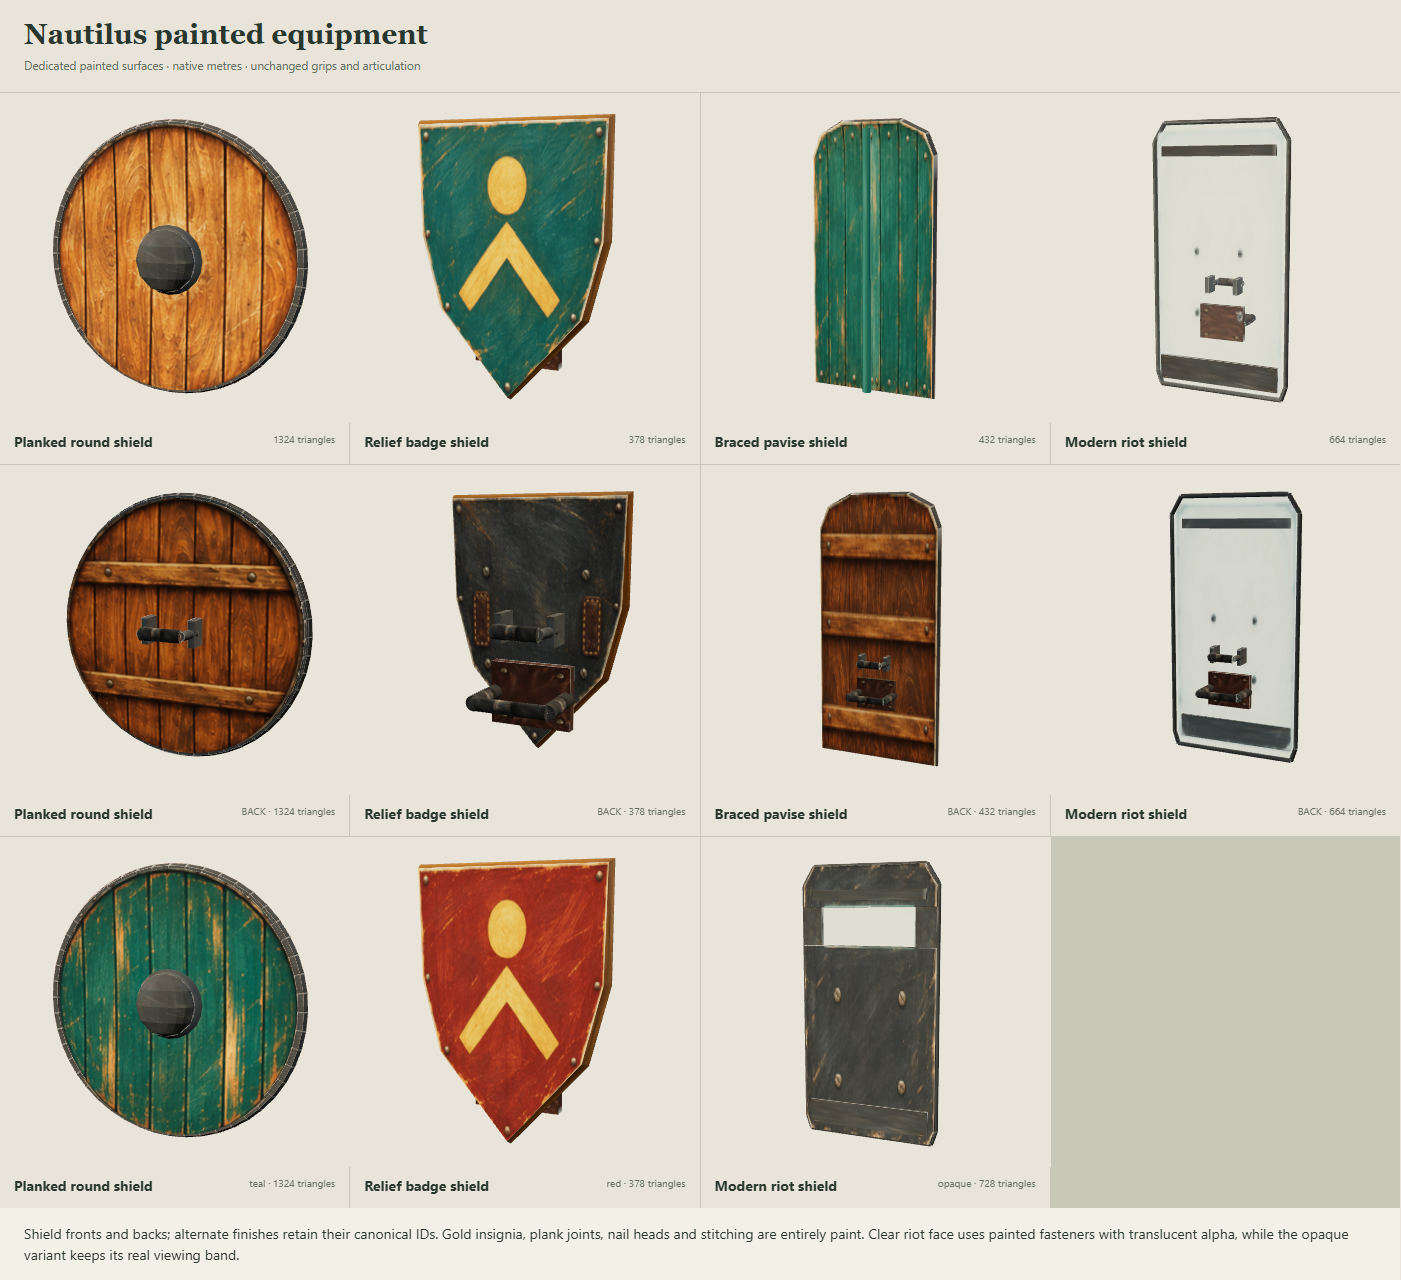 Nautilus painted equipment
Dedicated painted surfaces · native metres · unchanged grips and articulation
Planked round shield
1324 triangles
Relief badge shield
378 triangles
Braced pavise shield
432 triangles
Modern riot shield
664 triangles
Planked round shield
BACK · 1324 triangles
Relief badge shield
BACK · 378 triangles
Braced pavise shield
BACK · 432 triangles
Modern riot shield
BACK · 664 triangles
Planked round shield
teal · 1324 triangles
Relief badge shield
red · 378 triangles
Modern riot shield
opaque · 728 triangles
Shield fronts and backs; alternate finishes retain their canonical IDs. Gold insignia, plank joints, nail heads and stitching are entirely paint. Clear riot face uses painted fasteners with translucent alpha, while the opaque
variant keeps its real viewing band.